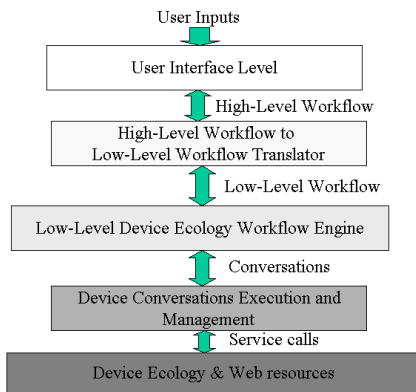 User Inputs
User Interface Level
High-Level Workflow
High-Level Workflow to
Low-Level Workflow Translator
Low-Level Workflow
Low-Level Device Ecology Workflow Engine
Conversations
Device Conversations Execution and
Management
Service calls
Device Ecology & Web resources